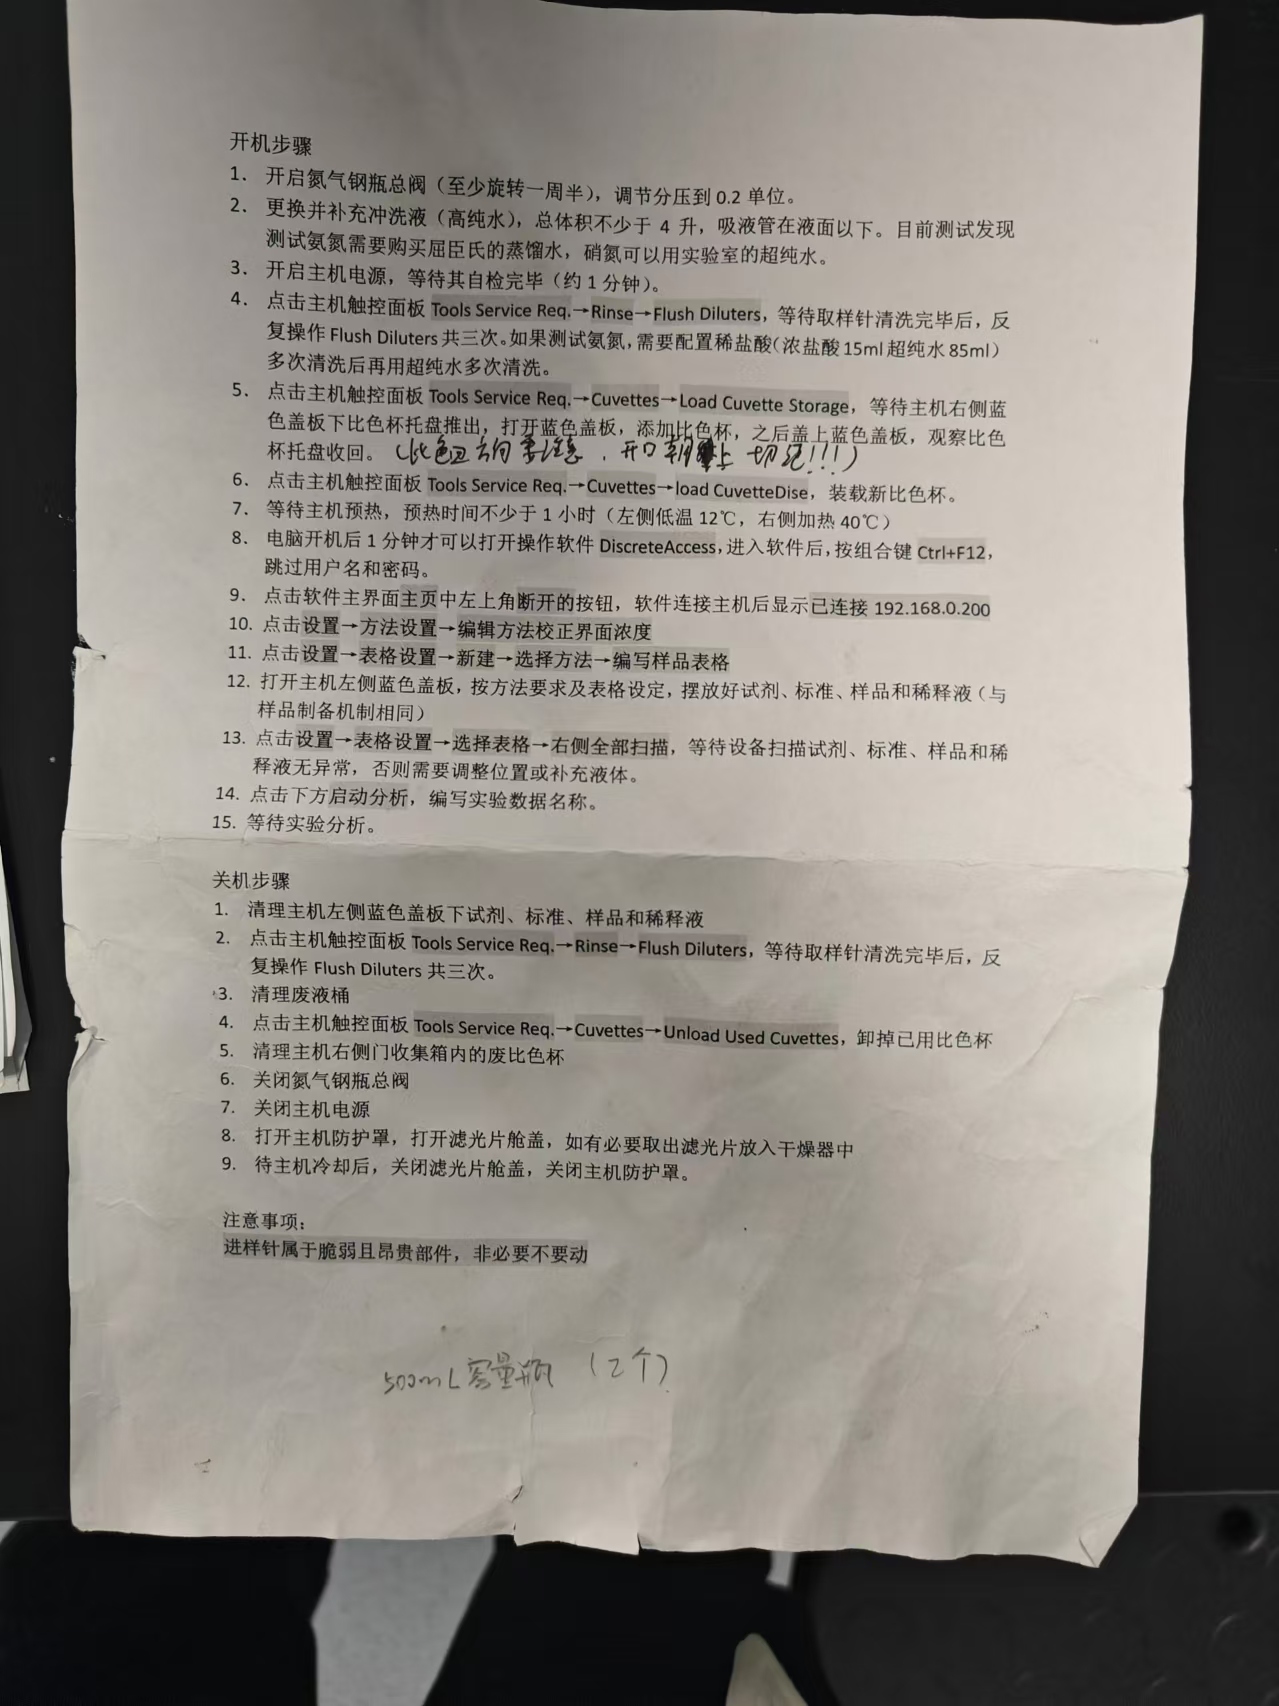 开机步骤
1. 开启氮气钢瓶总阀（至少旋转一周半），调节分压到 0.2 单位。
2. 更换并补充冲洗液（高纯水），总体积不少于 4 升，吸液管在液面以下。目前测试发现
测试氨氮需要购买屈臣氏的蒸馏水，硝氮可以用实验室的超纯水。
3. 开启主机电源，等待其自检完毕（约 1 分钟）。
4. 点击主机触控面板 Tools Service Req.→Rinse→Flush Diluters，等待取样针清洗完毕后，反
复操作 Flush Diluters 共三次。如果测试氨氮，需要配置稀盐酸（浓盐酸 15ml 超纯水 85ml）
多次清洗后再用超纯水多次清洗。
5. 点击主机触控面板 Tools Service Req.→Cuvettes→Load Cuvette Storage，等待主机右侧蓝
色盖板下比色杯托盘推出，打开蓝色盖板，添加比色杯，之后盖上蓝色盖板，观察比色
杯托盘收回。（比色皿方向要注意，开口朝上 切记!!!）
6. 点击主机触控面板 Tools Service Req.→Cuvettes→load CuvetteDise，装载新比色杯。
7. 等待主机预热，预热时间不少于 1 小时（左侧低温 12℃，右侧加热 40℃）
8. 电脑开机后 1 分钟才可以打开操作软件 DiscreteAccess，进入软件后，按组合键 Ctrl+F12，
跳过用户名和密码。
9. 点击软件主界面主页中左上角断开的按钮，软件连接主机后显示已连接 192.168.0.200
10. 点击设置→方法设置→编辑方法校正界面浓度
11. 点击设置→表格设置→新建→选择方法→编写样品表格
12. 打开主机左侧蓝色盖板，按方法要求及表格设定，摆放好试剂、标准、样品和稀释液（与
样品制备机制相同）
13. 点击设置→表格设置→选择表格→右侧全部扫描，等待设备扫描试剂、标准、样品和稀
释液无异常，否则需要调整位置或补充液体。
14. 点击下方启动分析，编写实验数据名称。
15. 等待实验分析。
关机步骤
1. 清理主机左侧蓝色盖板下试剂、标准、样品和稀释液
2. 点击主机触控面板 Tools Service Req.→Rinse→Flush Diluters，等待取样针清洗完毕后，反
复操作 Flush Diluters 共三次。
3. 清理废液桶
4. 点击主机触控面板 Tools Service Req.→Cuvettes→Unload Used Cuvettes，卸掉已用比色杯
5. 清理主机右侧门收集箱内的废比色杯
6. 关闭氮气钢瓶总阀
7. 关闭主机电源
8. 打开主机防护罩，打开滤光片舱盖，如有必要取出滤光片放入干燥器中
9. 待主机冷却后，关闭滤光片舱盖，关闭主机防护罩。
注意事项：
进样针属于脆弱且昂贵部件，非必要不要动
500mL容量瓶（2个）